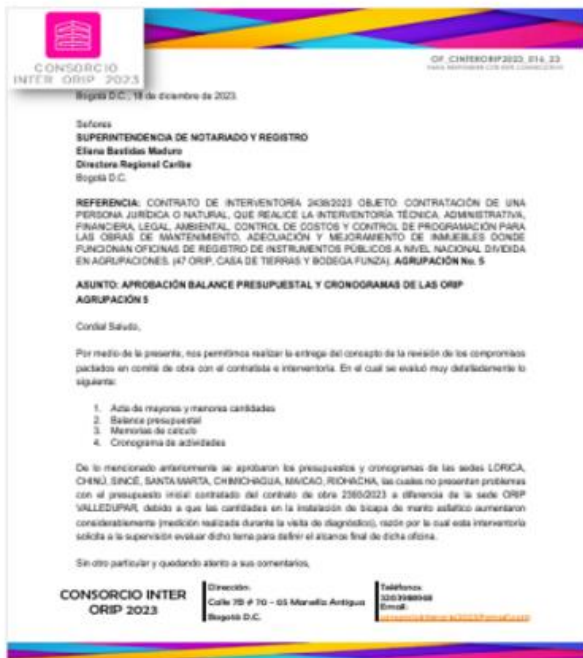 CONSORCIO
INTER ORIP 2023
OF_CINTERORIP2023_014_23
Bogotá D.C., 18 de diciembre de 2023.
Señores
SUPERINTENDENCIA DE NOTARIADO Y REGISTRO
Eliana Bastidas Maduro
Directora Regional Caribe
Bogotá D.C.
REFERENCIA: CONTRATO DE INTERVENTORÍA 2438/2023 OBJETO: CONTRATACIÓN DE UNA
PERSONA JURÍDICA O NATURAL, QUE REALICE LA INTERVENTORÍA TÉCNICA, ADMINISTRATIVA,
FINANCIERA, LEGAL, AMBIENTAL, CONTROL DE COSTOS Y CONTROL DE PROGRAMACIÓN PARA
LAS OBRAS DE MANTENIMIENTO, ADECUACIÓN Y MEJORAMIENTO DE INMUEBLES DONDE
FUNCIONAN OFICINAS DE REGISTRO DE INSTRUMENTOS PÚBLICOS A NIVEL NACIONAL DIVIDIDA
EN AGRUPACIONES. (47 ORIP, CASA DE TIERRAS Y BODEGA FUNZA). AGRUPACIÓN No. 5
ASUNTO: APROBACIÓN BALANCE PRESUPUESTAL Y CRONOGRAMAS DE LAS ORIP
AGRUPACIÓN 5
Cordial Saludo,
Por medio de la presente, nos permitimos realizar la entrega del concepto de la revisión de los compromisos
pactados en comité de obra con el contratista e interventoría. En el cual se evaluó muy detalladamente lo
siguiente:
1. Acta de mayores y menores cantidades
2. Balance presupuestal
3. Memorias de calculo
4. Cronograma de actividades
De lo mencionado anteriormente se aprobaron los presupuestos y cronogramas de las sedes LORICA,
CHINÚ, SINCÉ, SANTA MARTA, CHIMICHAGUA, MAICAO, RIOHACHA, las cuales no presentan problemas
con el presupuesto inicial contratado del contrato de obra 2393/2023 a diferencia de la sede ORIP
VALLEDUPAR, debido a que las cantidades en la instalación de bicapa de manto asfaltico aumentaron
considerablemente (medición realizada durante la visita de diagnóstico), razón por la cual esta interventoría
solicita a la supervisión evaluar dicho tema para definir el alcance final de dicha oficina.
Sin otro particular y quedando atento a sus comentarios,
CONSORCIO INTER
ORIP 2023
Dirección:
Calle 7B # 70 - 05 Marsella Antigua
Bogotá D.C.
Teléfonos:
Email: